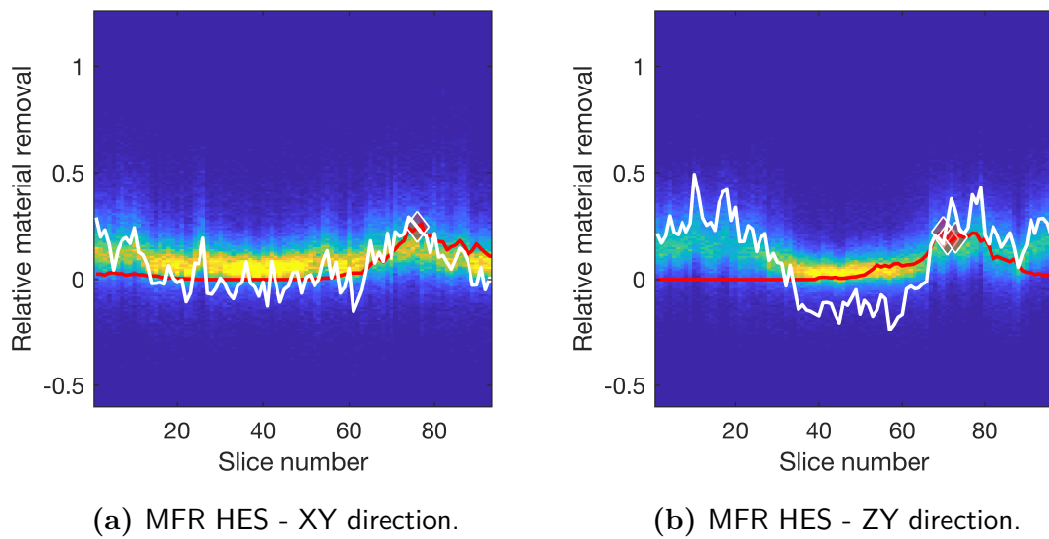 Relative material removal
1
0.5
0
-0.5
20 40 60 80
Slice number
(a) MFR HES - XY direction.
Relative material removal
1
0.5
0
-0.5
20 40 60 80
Slice number
(b) MFR HES - ZY direction.